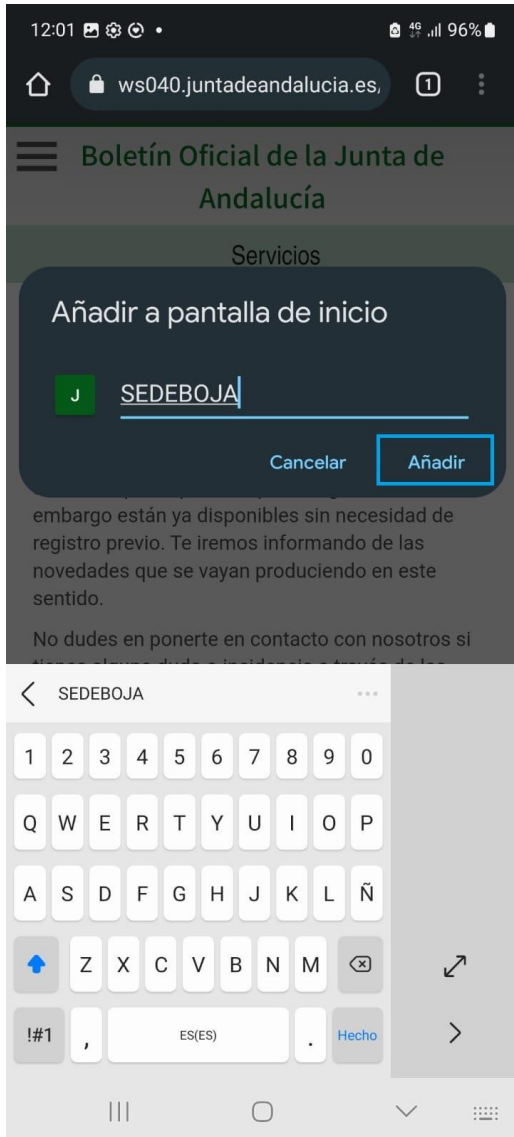 12:01
4G 96%
ws040.juntadeandalucia.es,
1
Boletín Oficial de la Junta de
Andalucía
Servicios
Añadir a pantalla de inicio
J
SEDEBOJA
Cancelar Añadir
embargo están ya disponibles sin necesidad de
registro previo. Te iremos informando de las
novedades que se vayan produciendo en este
sentido.
No dudes en ponerte en contacto con nosotros si
SEDEBOJA
1 2 3 4 5 6 7 8 9 0
Q W E R T Y U I O P
A S D F G H J K L Ñ
Z X C V B N M
!#1 , ES(ES) . Hecho